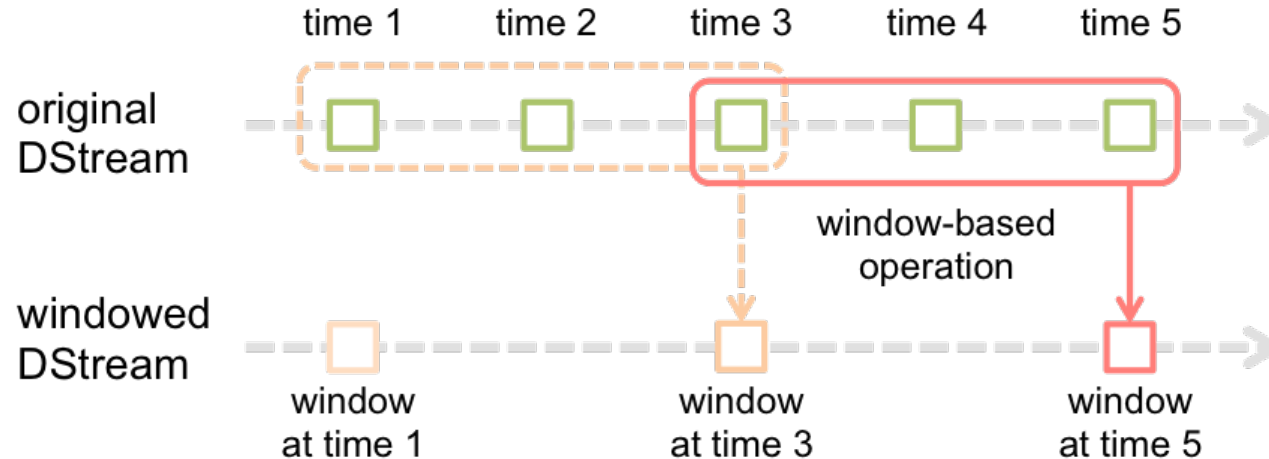 time 1 time 2 time 3 time 4 time 5
original
DStream
window-based
operation
windowed
DStream
window window window
at time 1 at time 3 at time 5